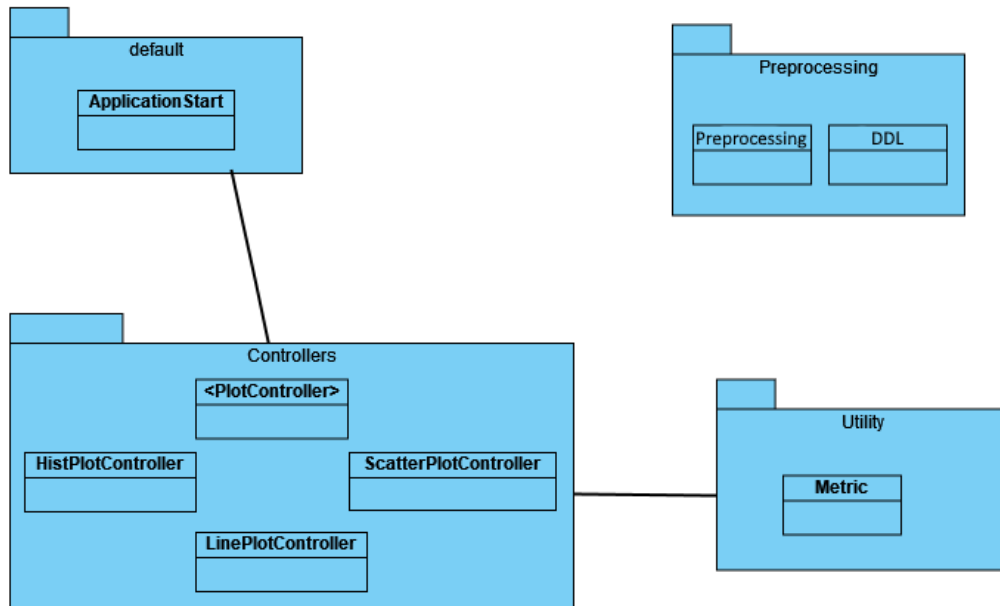 default
ApplicationStart
Preprocessing
Preprocessing
DDL
Controllers
<PlotController>
HistPlotController
ScatterPlotController
LinePlotController
Utility
Metric